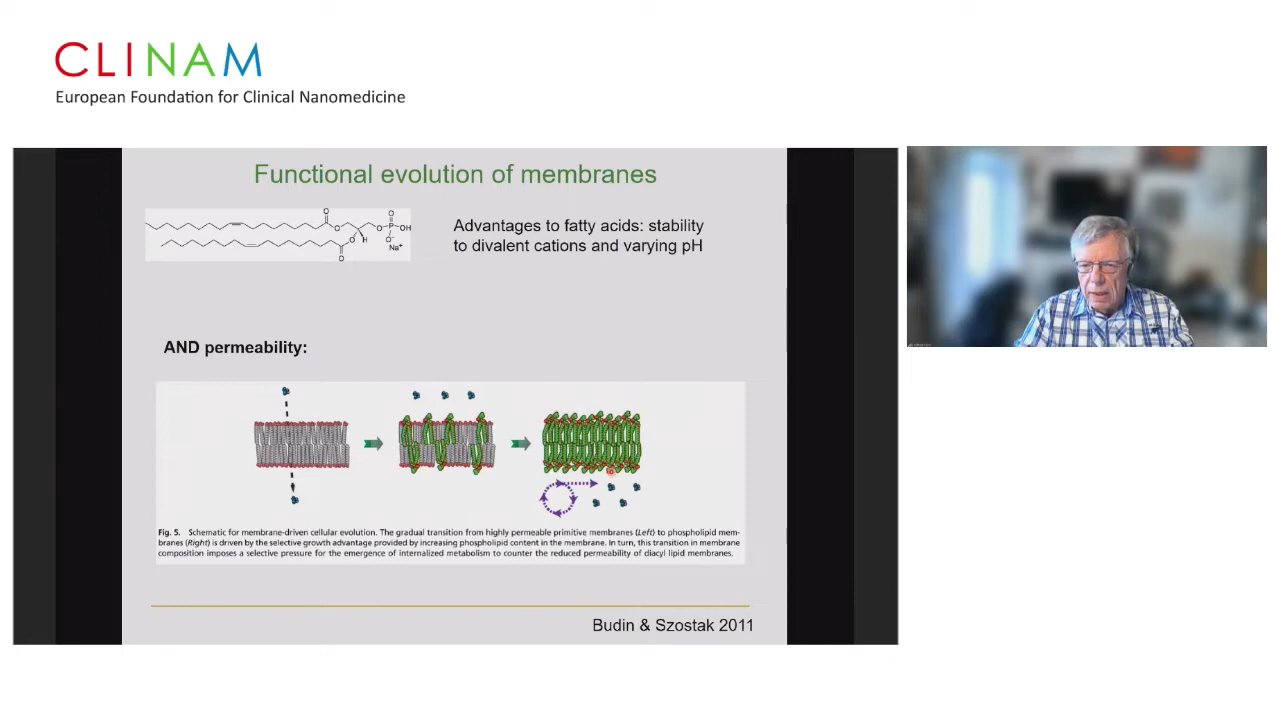 CLINAM
European Foundation for Clinical Nanomedicine
Functional evolution of membranes
O
O
O
P
OH
O
H
O⁻
Na⁺
O
Advantages to fatty acids: stability
to divalent cations and varying pH
AND permeability:
Fig. 5. Schematic for membrane-driven cellular evolution. The gradual transition from highly permeable primitive membranes (Left) to phospholipid mem-
branes (Right) is driven by the selective growth advantage provided by increasing phospholipid content in the membrane. In turn, this transition in membrane
composition imposes a selective pressure for the emergence of internalized metabolism to counter the reduced permeability of diacyl lipid membranes.
Budin & Szostak 2011